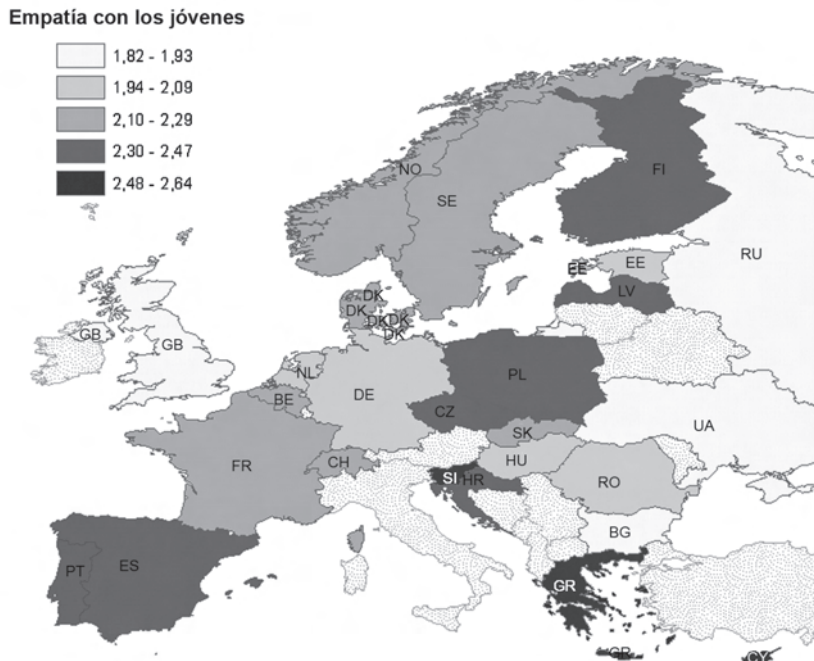 Empatía con los jóvenes
1,82 - 1,93
1,94 - 2,09
2,10 - 2,29
2,30 - 2,47
2,48 - 2,64
NO
SE
FI
RU
EE
EE
LV
DK
DK
DK
DK
DK
GB
GB
NL
DE
PL
BE
CZ
SK
UA
FR
CH
HU
SI
HR
RO
BG
PT
ES
GR
GR
CY